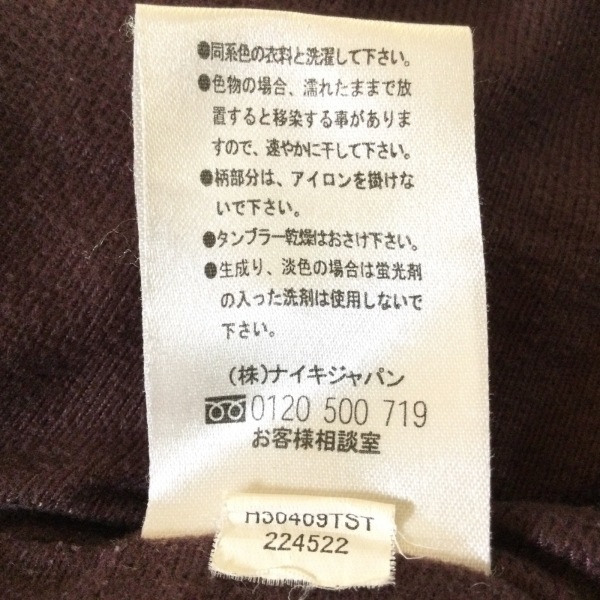 ●同系色の衣料と洗濯して下さい。
●色物の場合、濡れたままで放
置すると移染する事がありま
すので、速やかに干して下さい。
●柄部分は、アイロンを掛けな
いで下さい。
●タンブラー乾燥はおさけ下さい。
●生成り、淡色の場合は蛍光剤
の入った洗剤は使用しないで
下さい。
(株)ナイキジャパン
0120 500 719
お客様相談室
H30409TST
224522